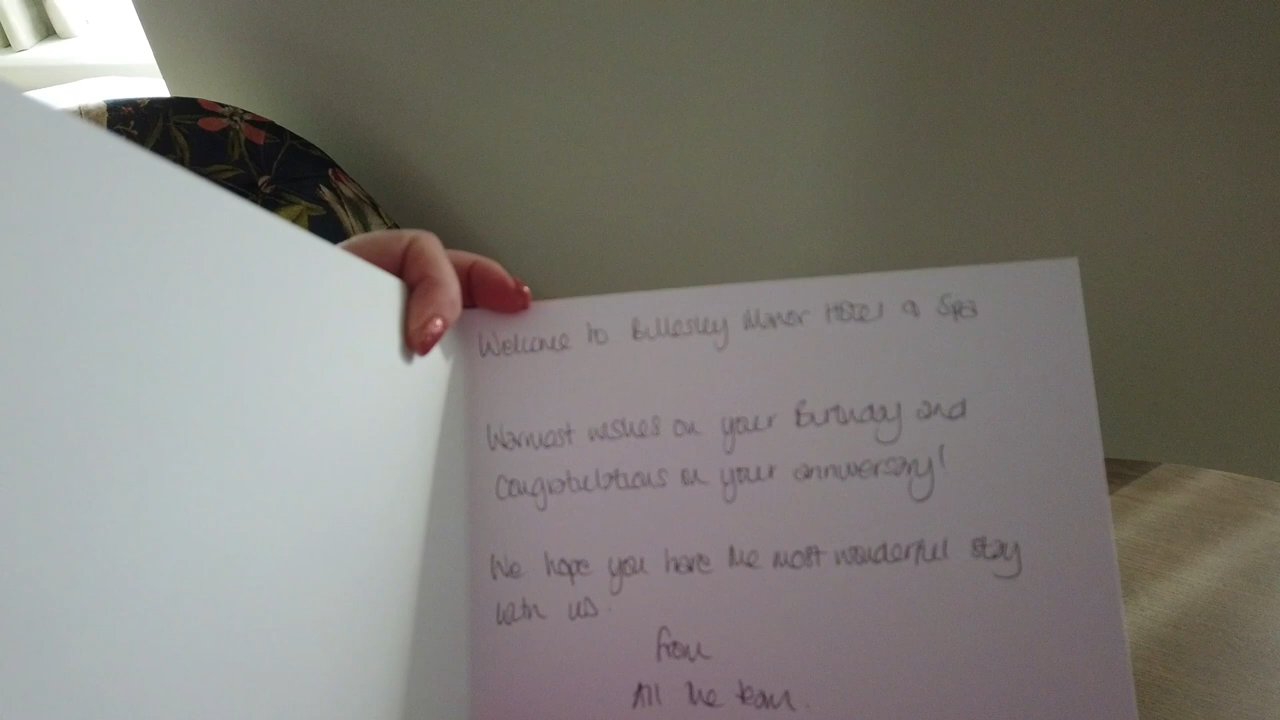 Welcome to Billesley Manor Hotel & Spa
Warmest wishes on your Birthday and
Congratulations on your anniversary!
We hope you have the most wonderful stay
with us.
from
All the team.